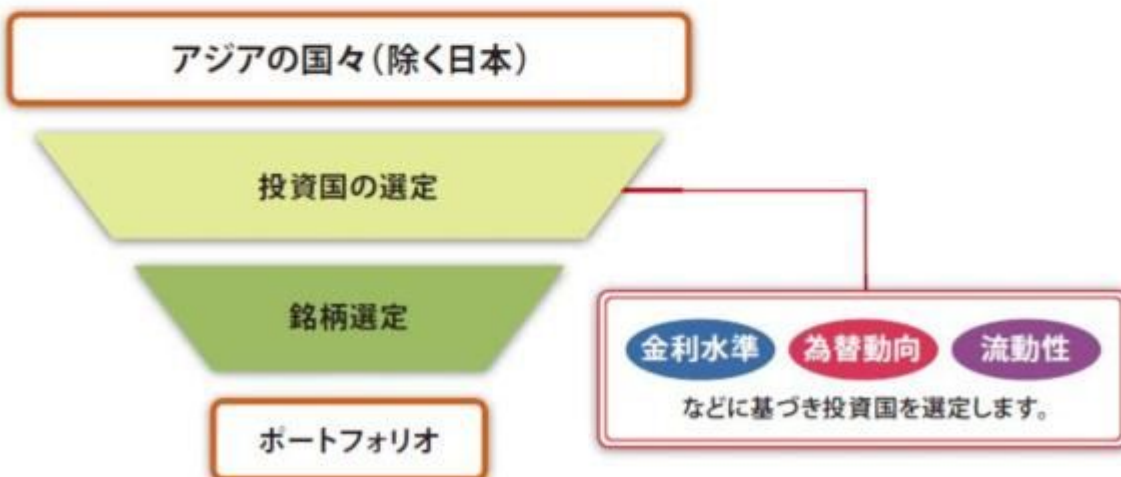 アジアの国々(除く日本)
投資国の選定
銘柄選定
金利水準 為替動向 流動性
などに基づき投資国を選定します。
ポートフォリオ